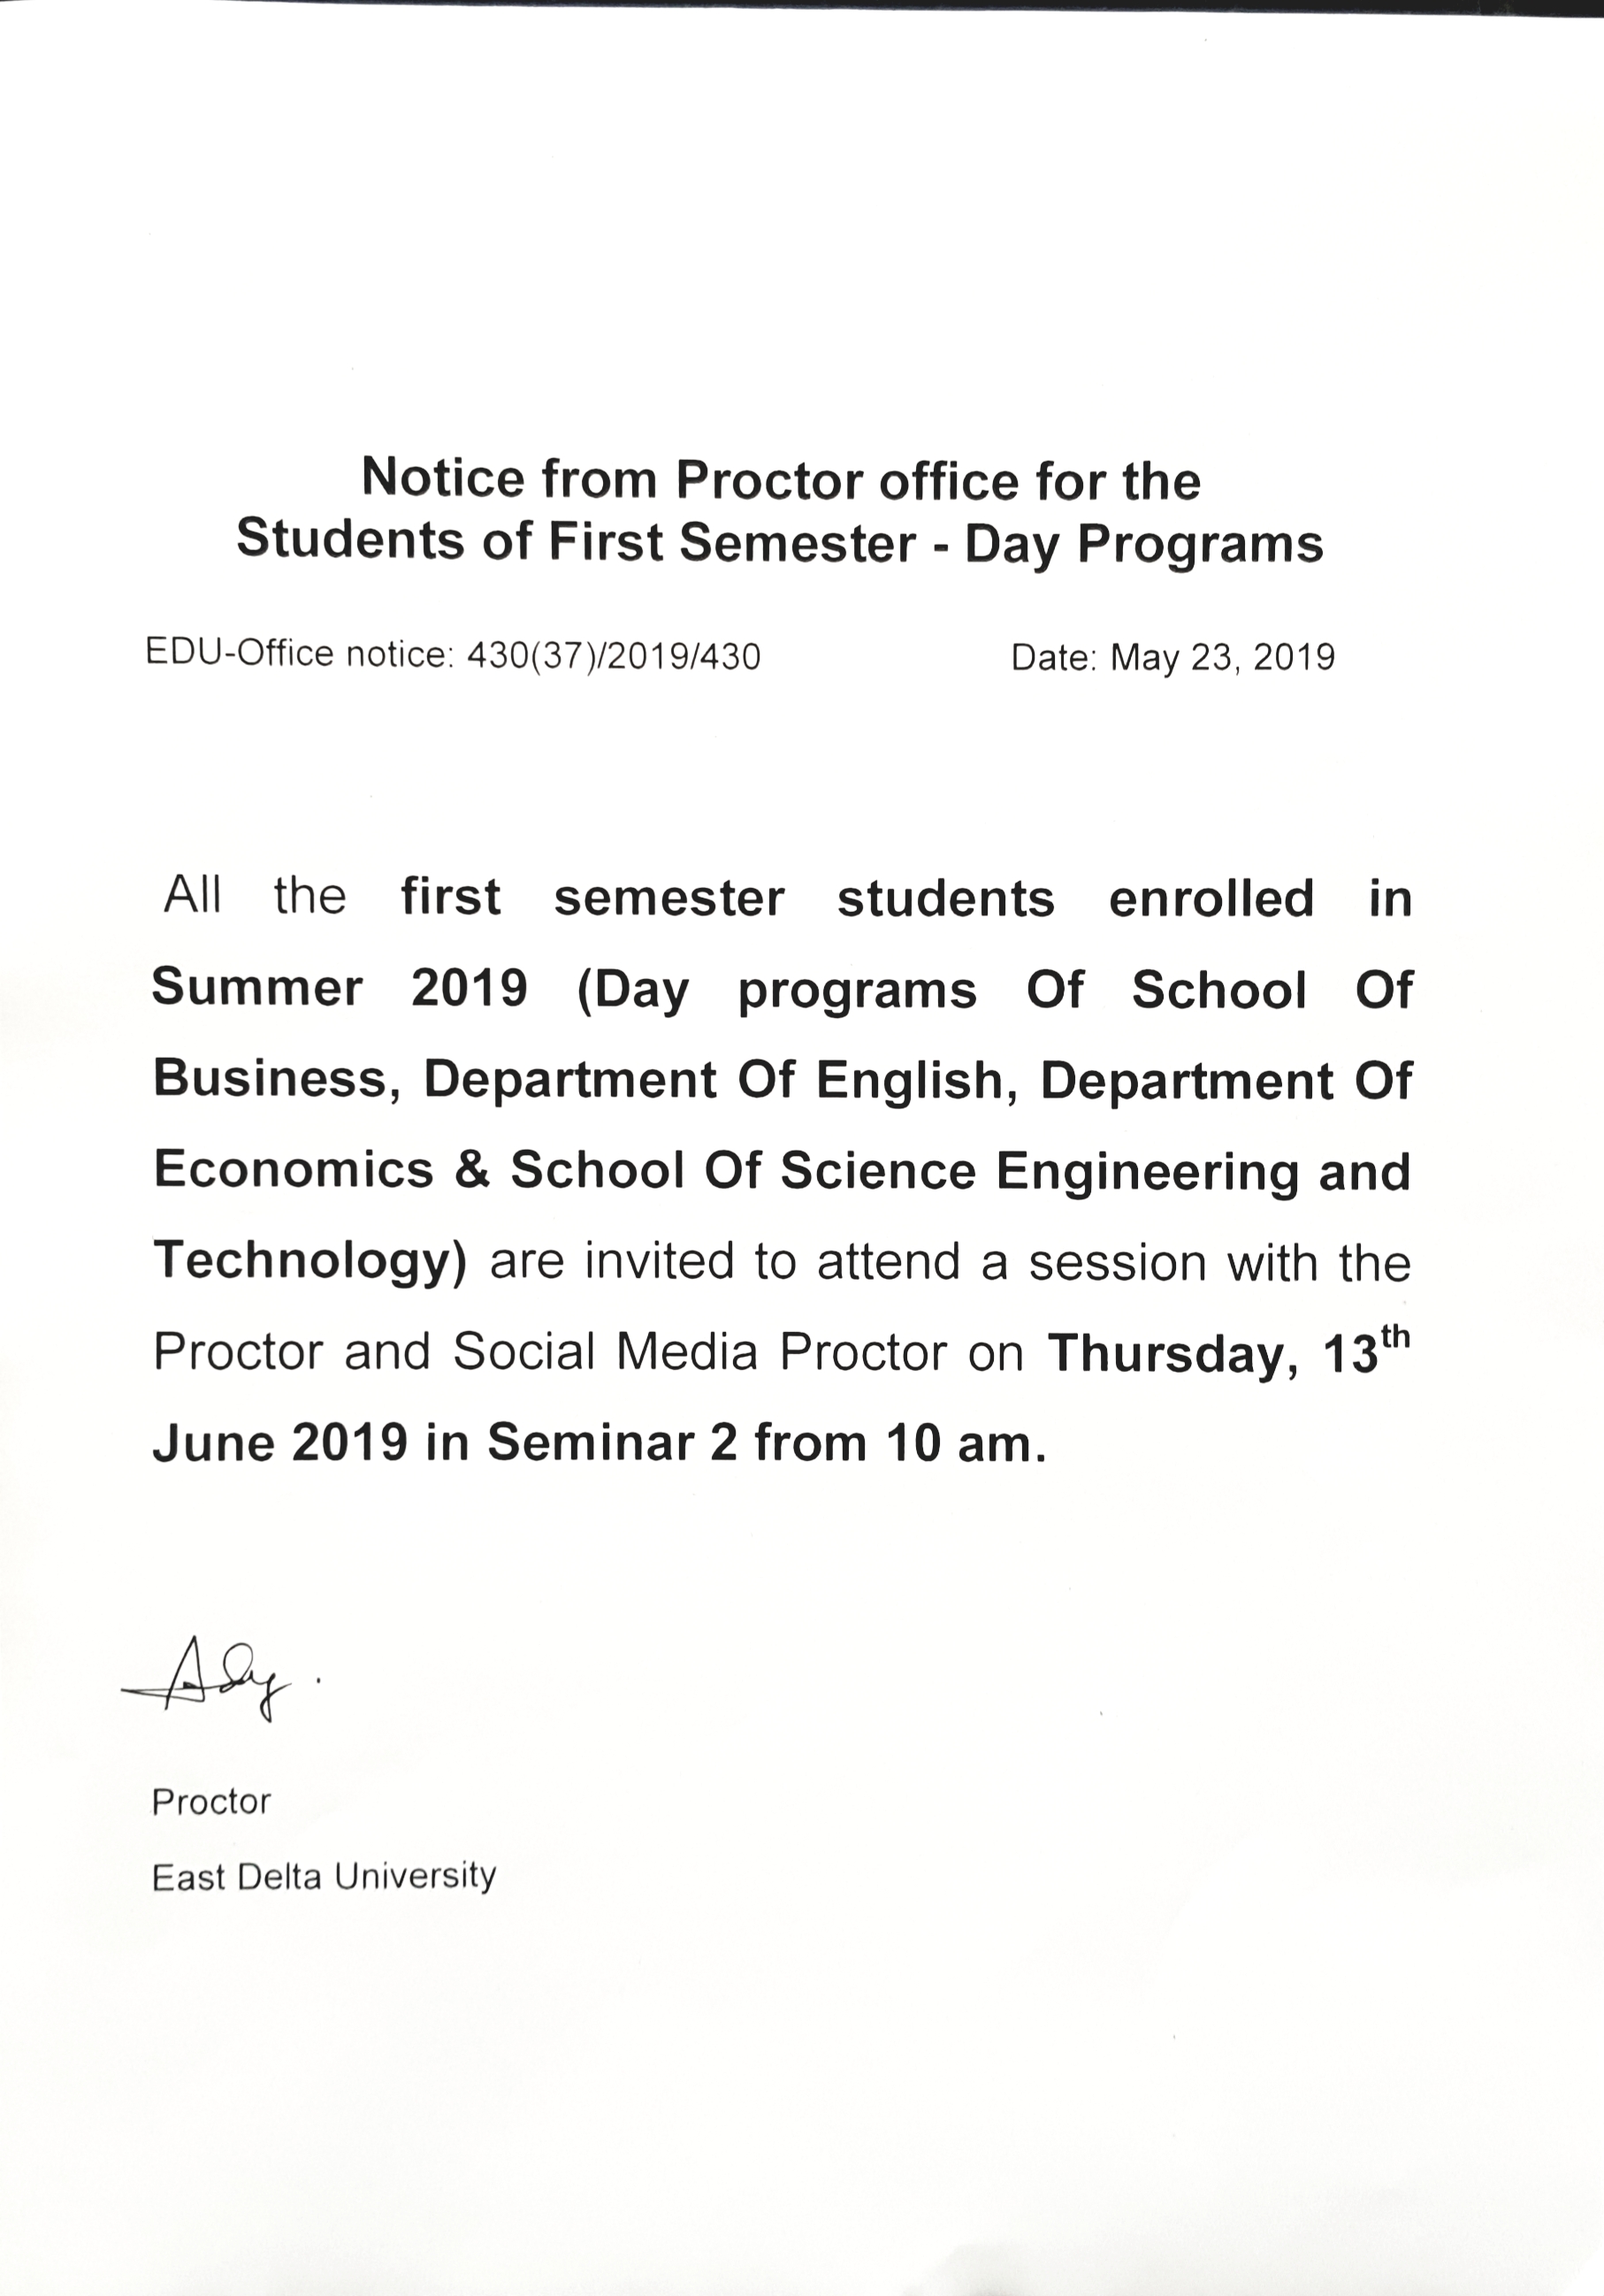 Notice from Proctor office for the
Students of First Semester - Day Programs
EDU-Office notice: 430(37)/2019/430 Date: May 23, 2019
All the first semester students enrolled in
Summer 2019 (Day programs Of School Of
Business, Department Of English, Department Of
Economics & School Of Science Engineering and
Technology) are invited to attend a session with the
Proctor and Social Media Proctor on Thursday, 13th
June 2019 in Seminar 2 from 10 am.
Proctor
East Delta University